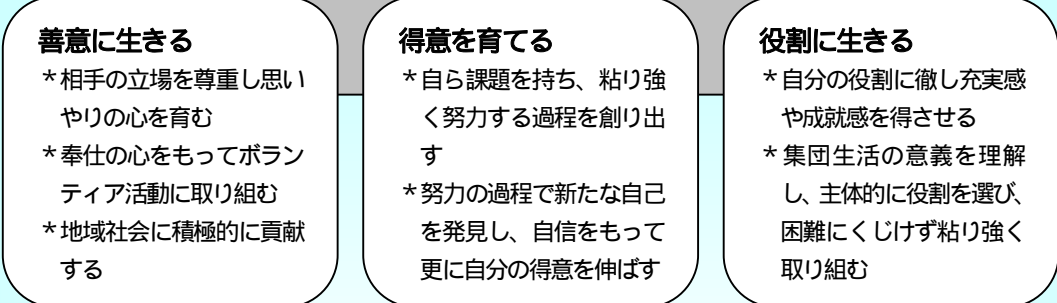 善意に生きる
*相手の立場を尊重し思い
やりの心を育む
*奉仕の心をもってボラン
ティア活動に取り組む
*地域社会に積極的に貢献
する
得意を育てる
*自ら課題を持ち、粘り強
く努力する過程を創り出
す
*努力の過程で新たな自己
を発見し、自信をもって
更に自分の得意を伸ばす
役割に生きる
*自分の役割に徹し充実感
や成就感を得させる
*集団生活の意義を理解
し、主体的に役割を選び、
困難にくじけず粘り強く
取り組む